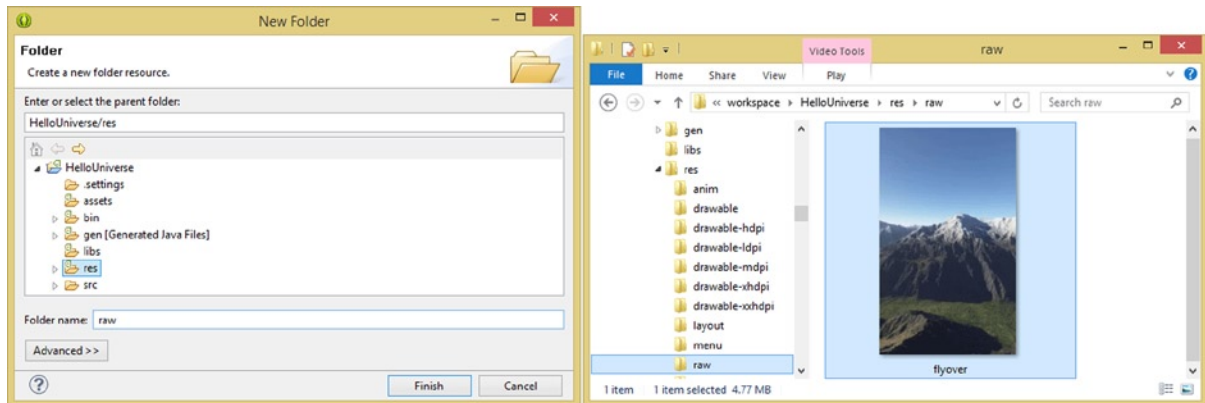 New Folder
Folder
Create a new folder resource.
Enter or select the parent folder:
HelloUniverse/res
HelloUniverse
.settings
assets
bin
gen [Generated Java Files]
libs
res
src
Folder name: raw
Advanced >>
Finish Cancel
Video Tools raw
File Home Share View Play
« workspace HelloUniverse res raw Search raw
gen
libs
res
anim
drawable
drawable-hdpi
drawable-ldpi
drawable-mdpi
drawable-xhdpi
drawable-xxhdpi
layout
menu
raw
flyover
1 item 1 item selected 4.77 MB